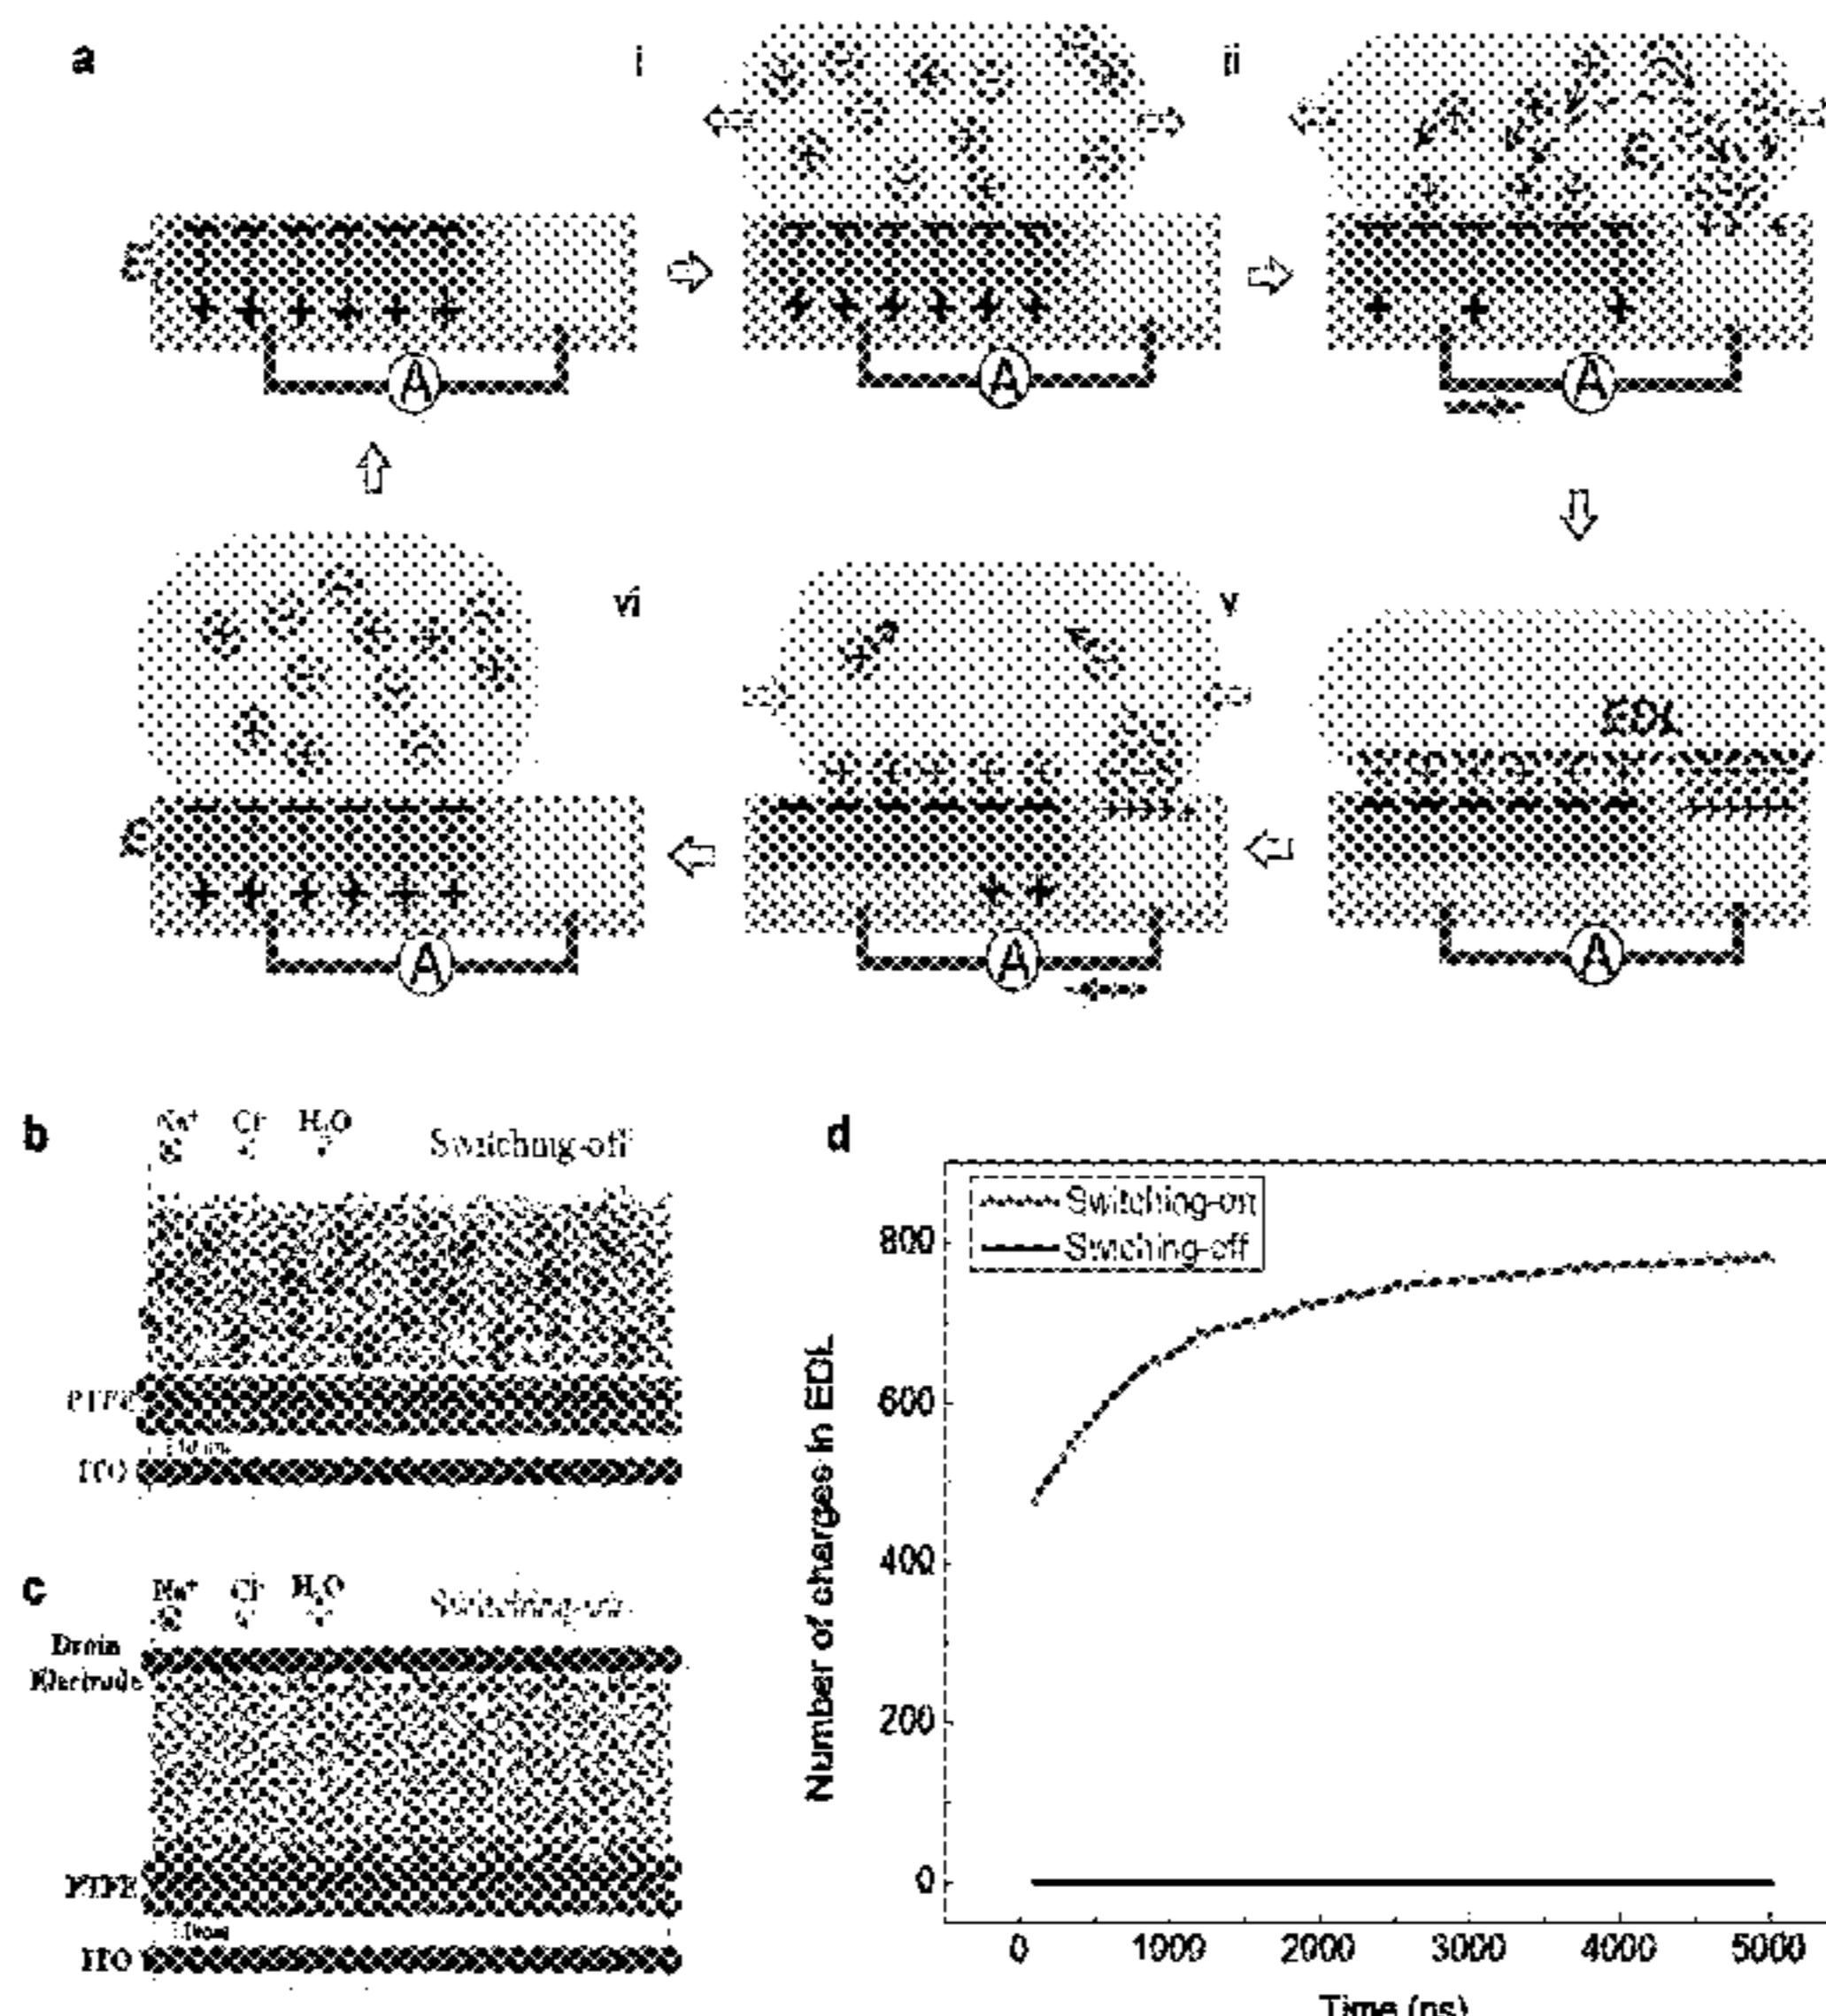 a
i
ii
A
A
A
vi
v
EDL
A
A
A
b
Na⁺ Cl⁻ H₂O
Switching-off
PTFE
ITO
c
Na⁺ Cl⁻ H₂O
Switching-on
Drain
Electrode
PTFE
ITO
d
Switching-on
Swiching-off
Number of charges in EDL
800
600
400
200
0
0 1000 2000 3000 4000 5000
Time (ns)